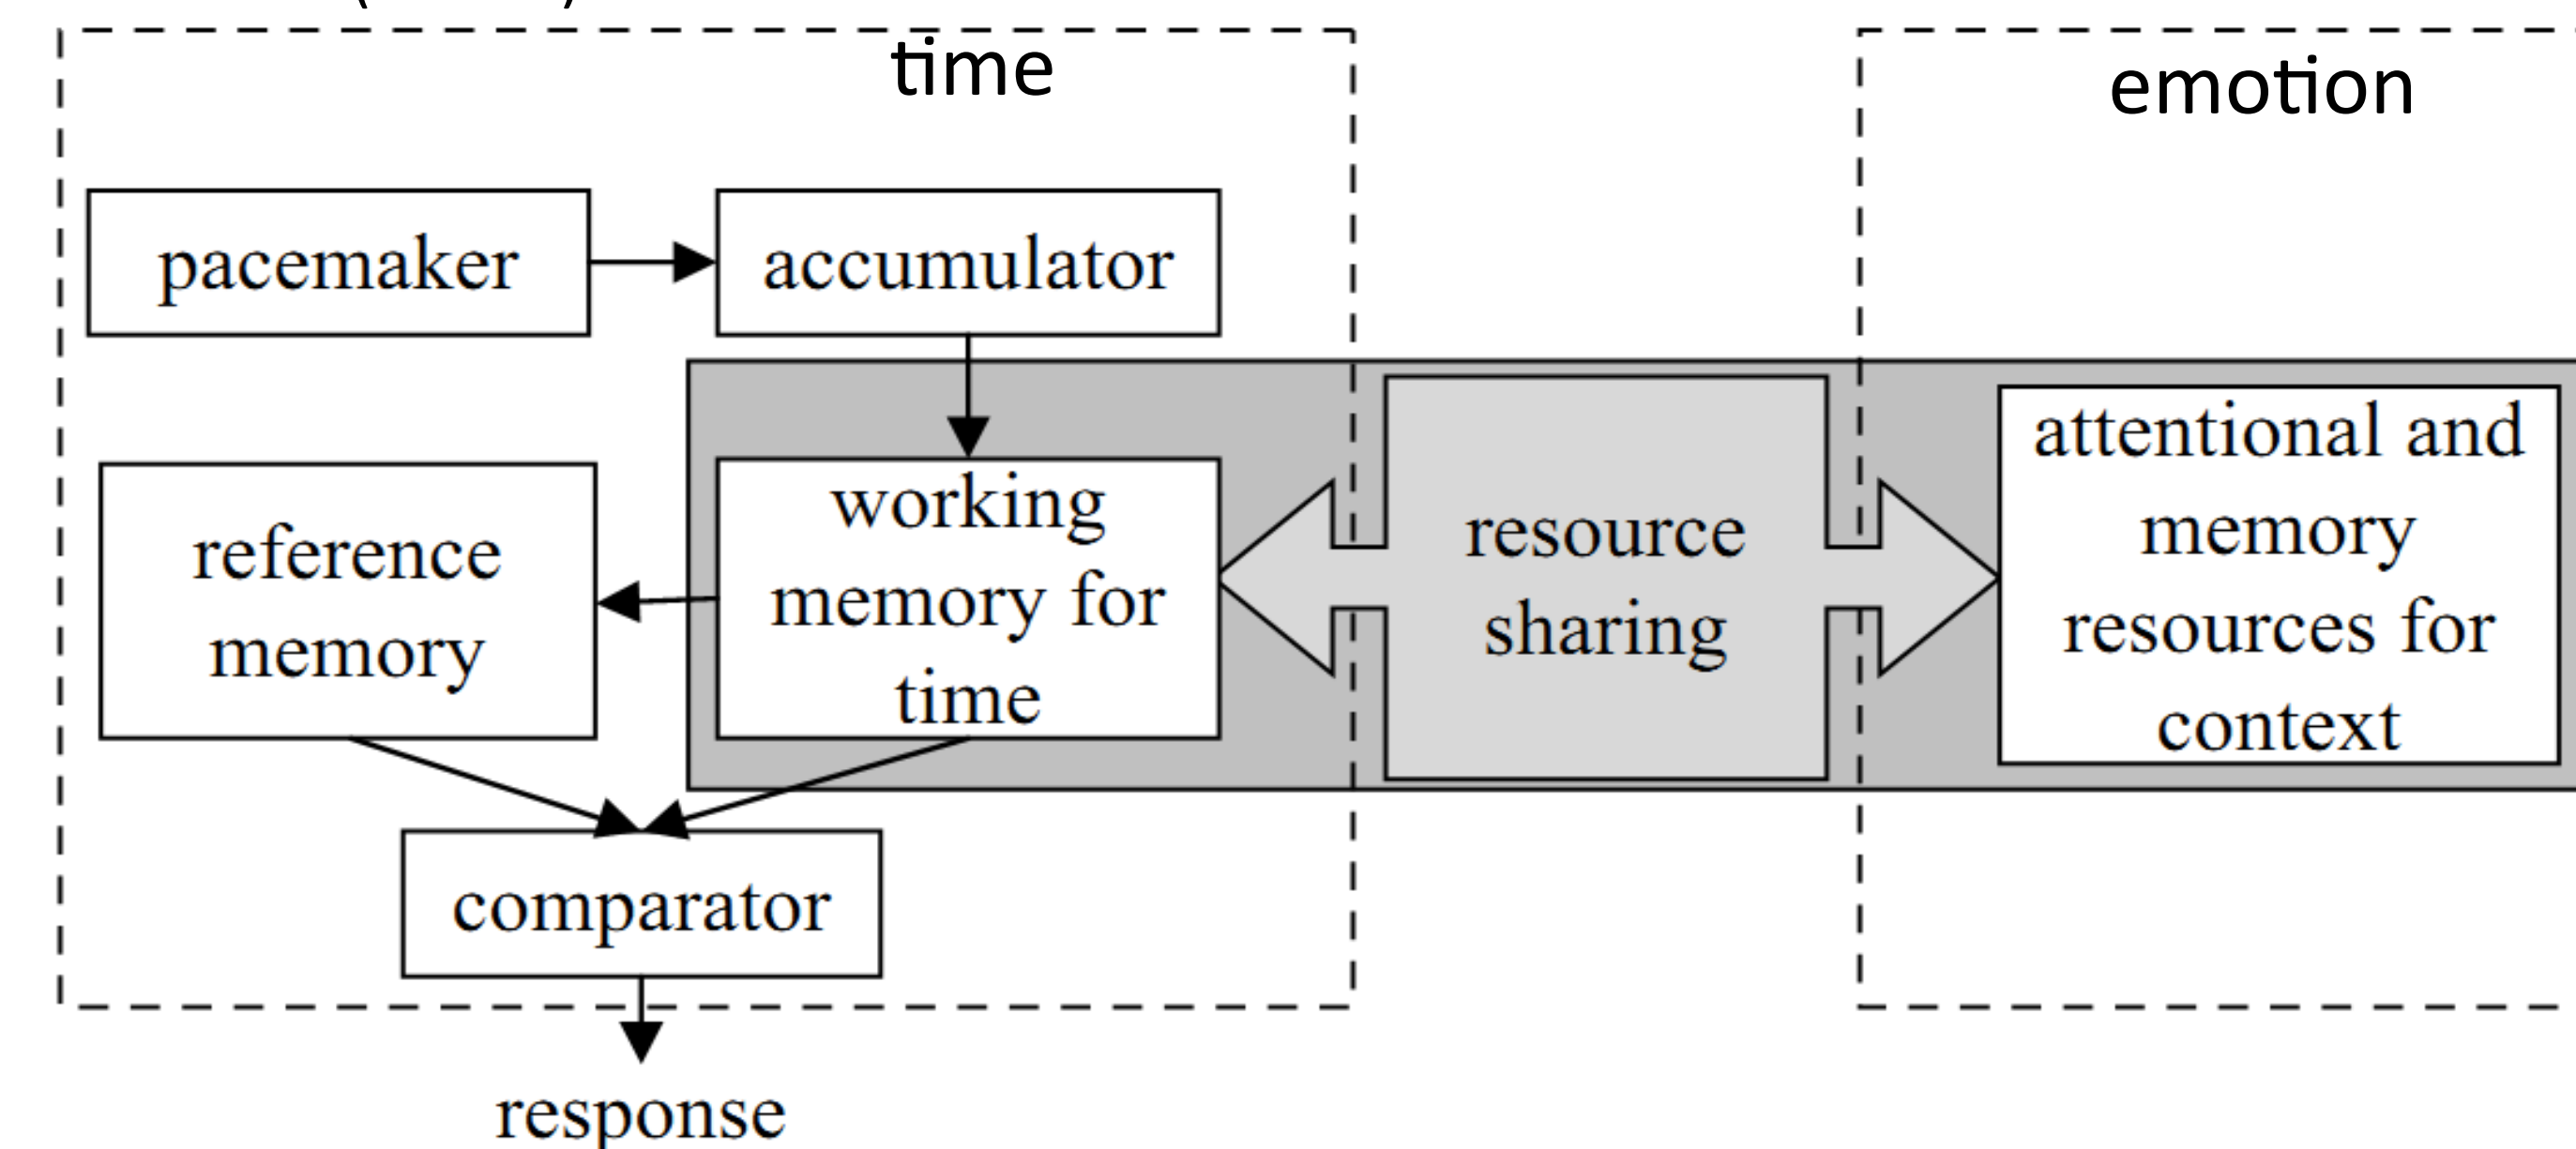 time
emotion
pacemaker
accumulator
reference
memory
working
memory for
time
resource
sharing
attentional and
memory
resources for
context
comparator
response